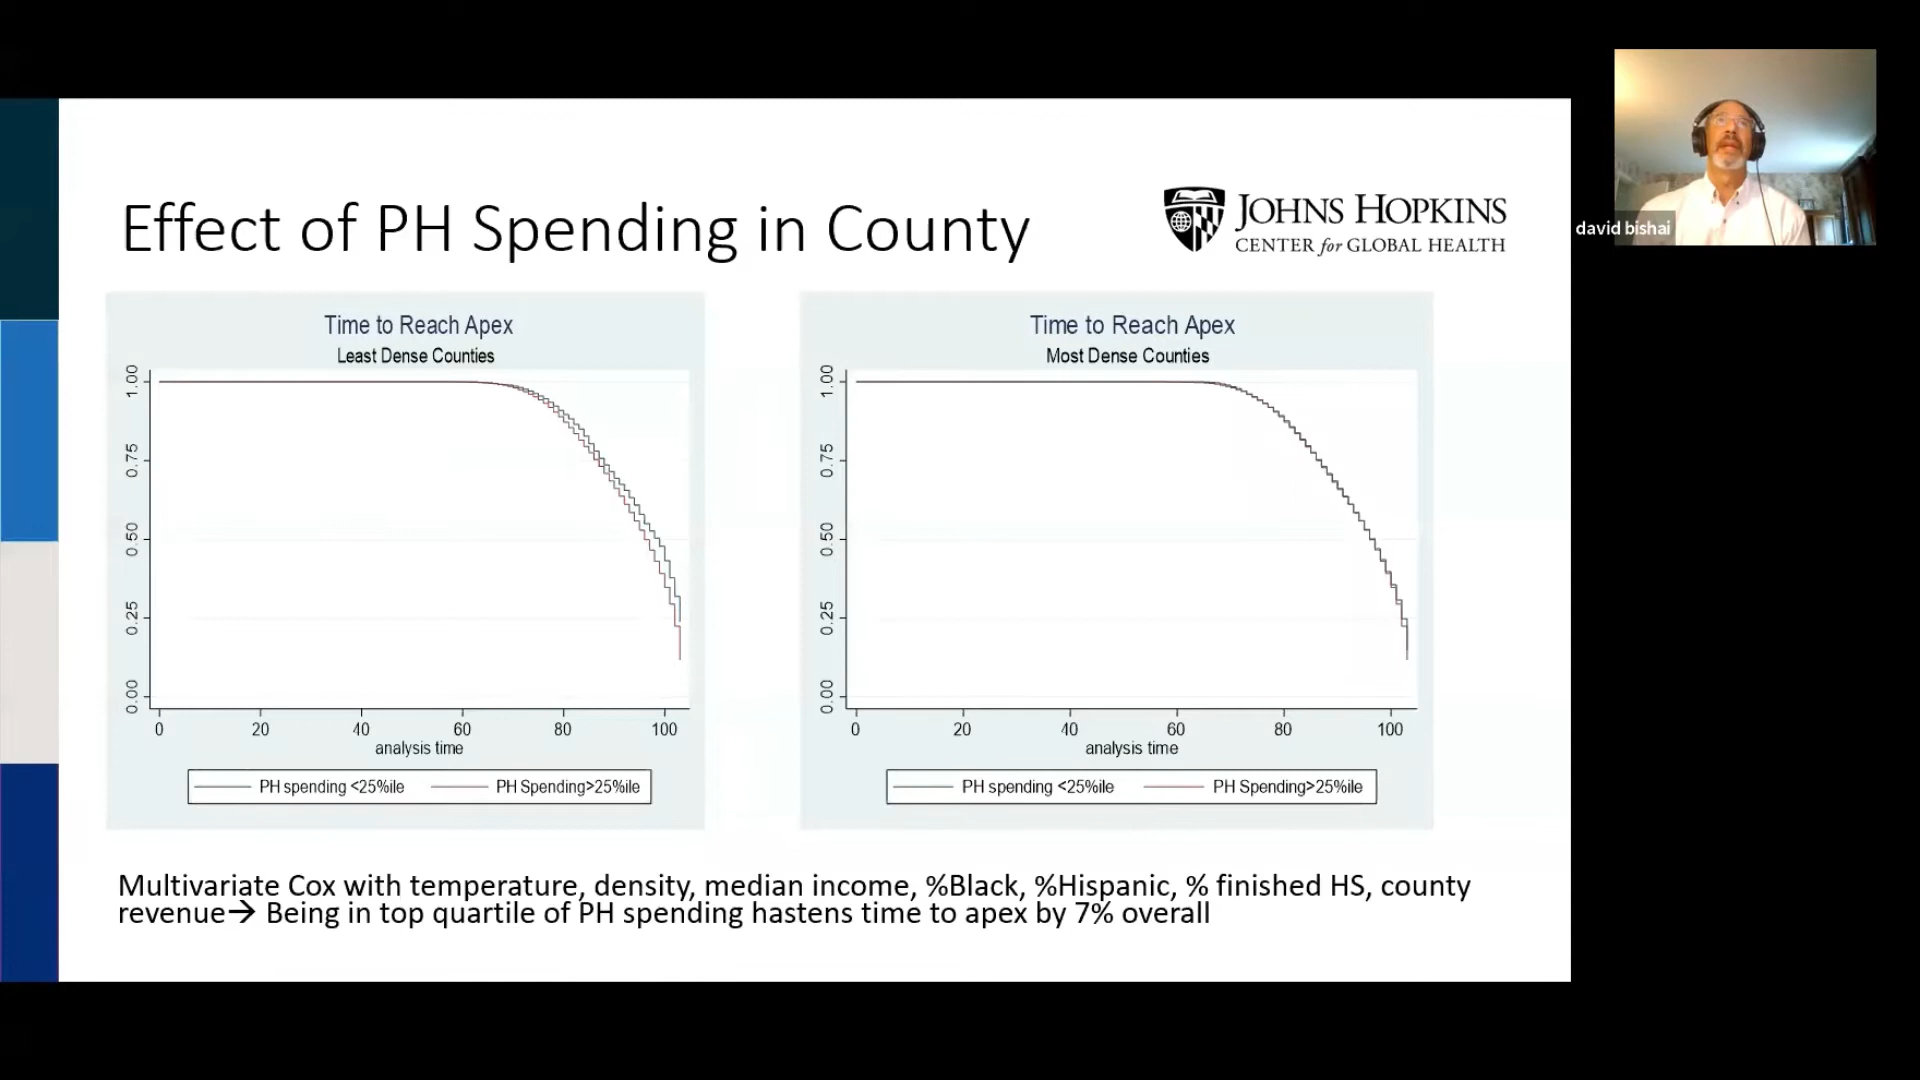 Effect of PH Spending in County
JOHNS HOPKINS
CENTER for GLOBAL HEALTH
david bishai
Time to Reach Apex
Least Dense Counties
1.00
0.75
0.50
0.25
0.00
0 20 40 60 80 100
analysis time
PH spending <25%ile PH Spending>25%ile
Time to Reach Apex
Most Dense Counties
1.00
0.75
0.50
0.25
0.00
0 20 40 60 80 100
analysis time
PH spending <25%ile PH Spending>25%ile
Multivariate Cox with temperature, density, median income, %Black, %Hispanic, % finished HS, county
revenue→ Being in top quartile of PH spending hastens time to apex by 7% overall